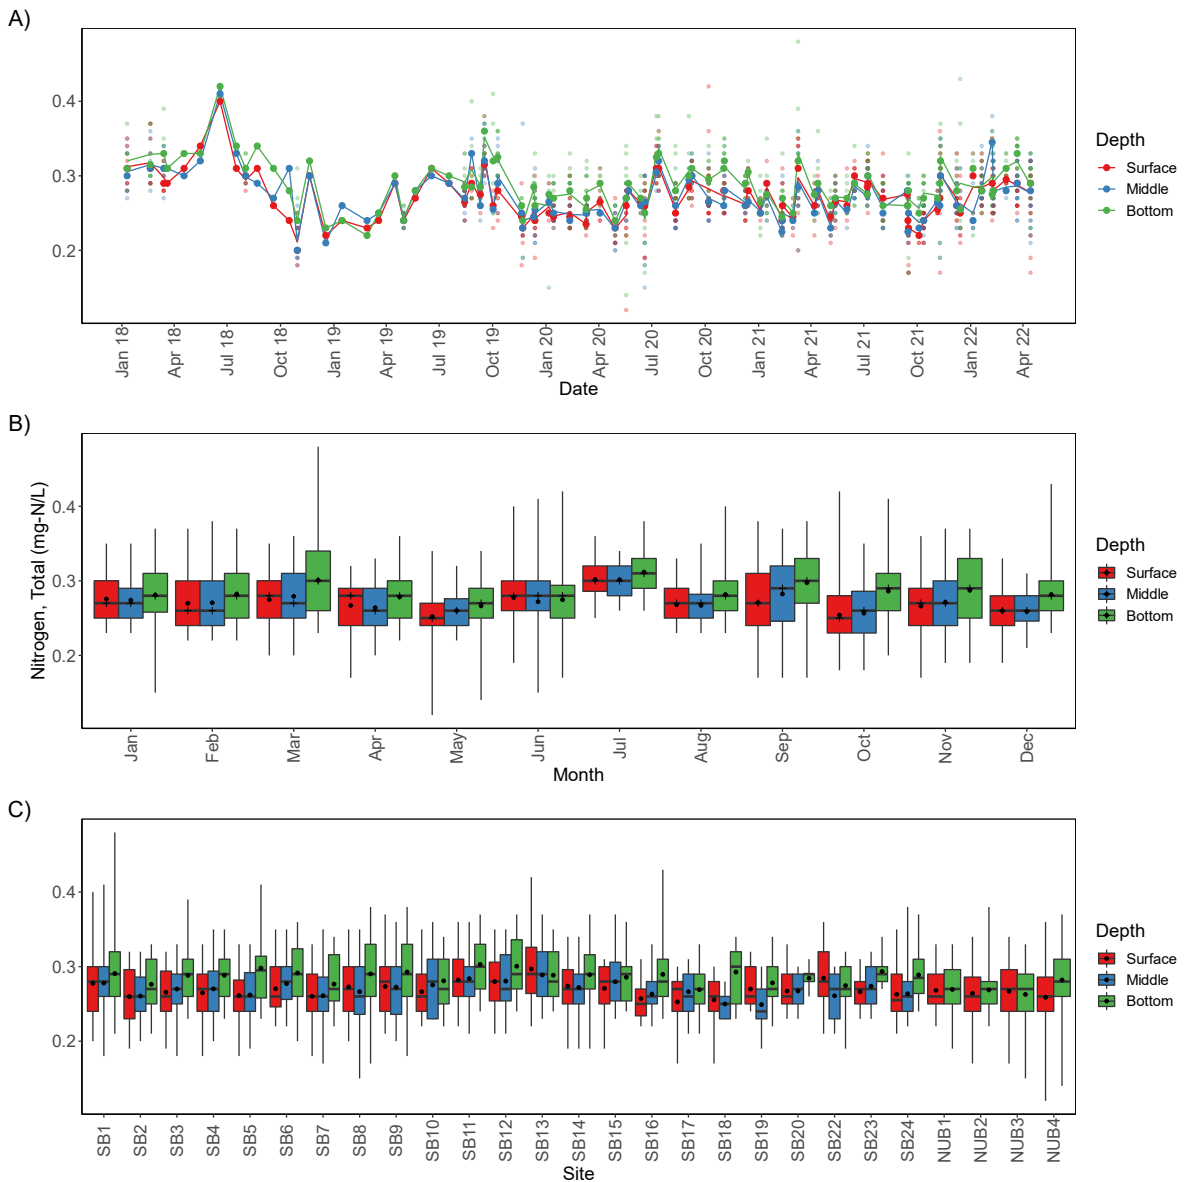 A)
0.4
0.3
0.2
Jan 18
Apr 18
Jul 18
Oct 18
Jan 19
Apr 19
Jul 19
Oct 19
Jan 20
Apr 20
Jul 20
Oct 20
Jan 21
Apr 21
Jul 21
Oct 21
Jan 22
Apr 22
Date
Depth
Surface
Middle
Bottom
B)
Nitrogen, Total (mg-N/L)
0.4
0.3
0.2
Jan
Feb
Mar
Apr
May
Jun
Jul
Aug
Sep
Oct
Nov
Dec
Month
Depth
Surface
Middle
Bottom
C)
0.4
0.3
0.2
SB1
SB2
SB3
SB4
SB5
SB6
SB7
SB8
SB9
SB10
SB11
SB12
SB13
SB14
SB15
SB16
SB17
SB18
SB19
SB20
SB22
SB23
SB24
NUB1
NUB2
NUB3
NUB4
Site
Depth
Surface
Middle
Bottom